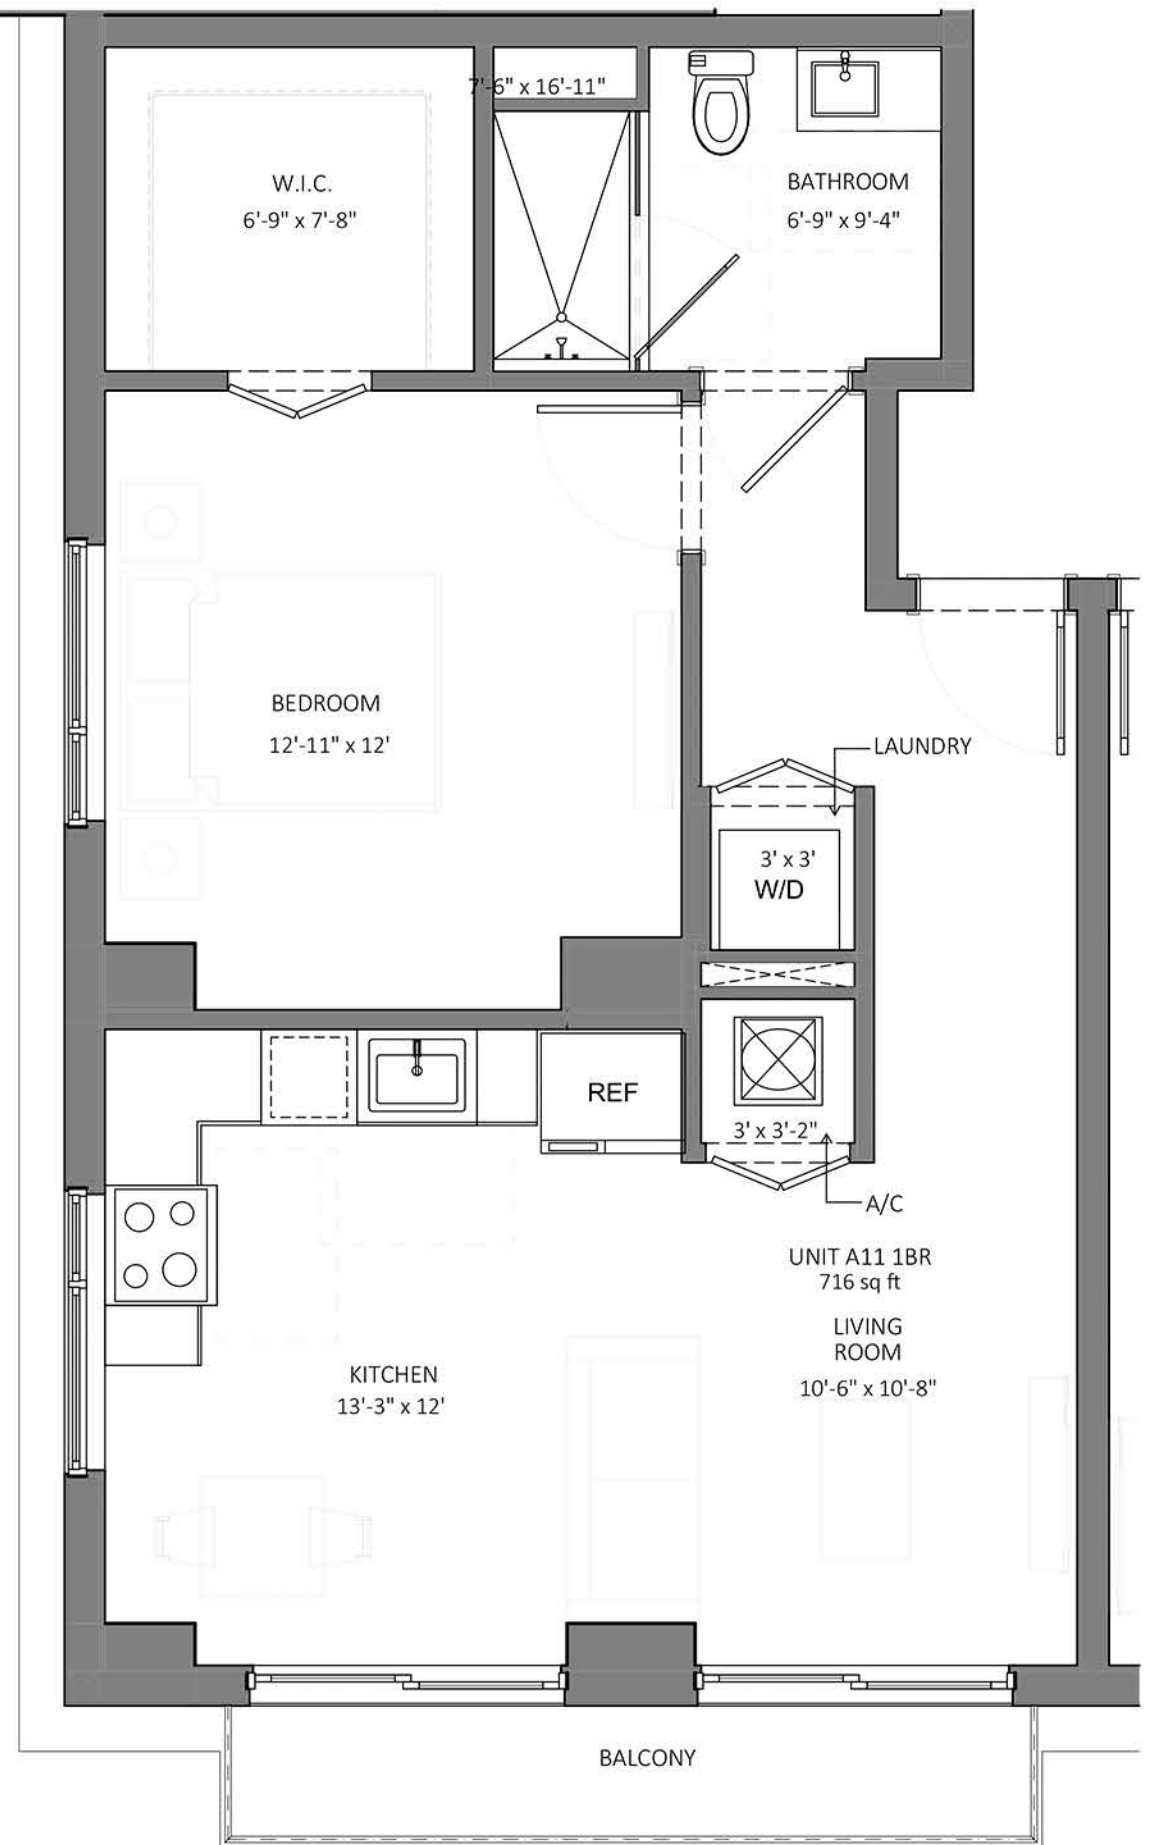 7'-6" x 16'-11"
W.I.C.
6'-9" x 7'-8"
BATHROOM
6'-9" x 9'-4"
BEDROOM
12'-11" x 12'
LAUNDRY
3' x 3'
W/D
REF
3' x 3'-2"
A/C
UNIT A11 1BR
716 sq ft
LIVING
ROOM
10'-6" x 10'-8"
KITCHEN
13'-3" x 12'
BALCONY